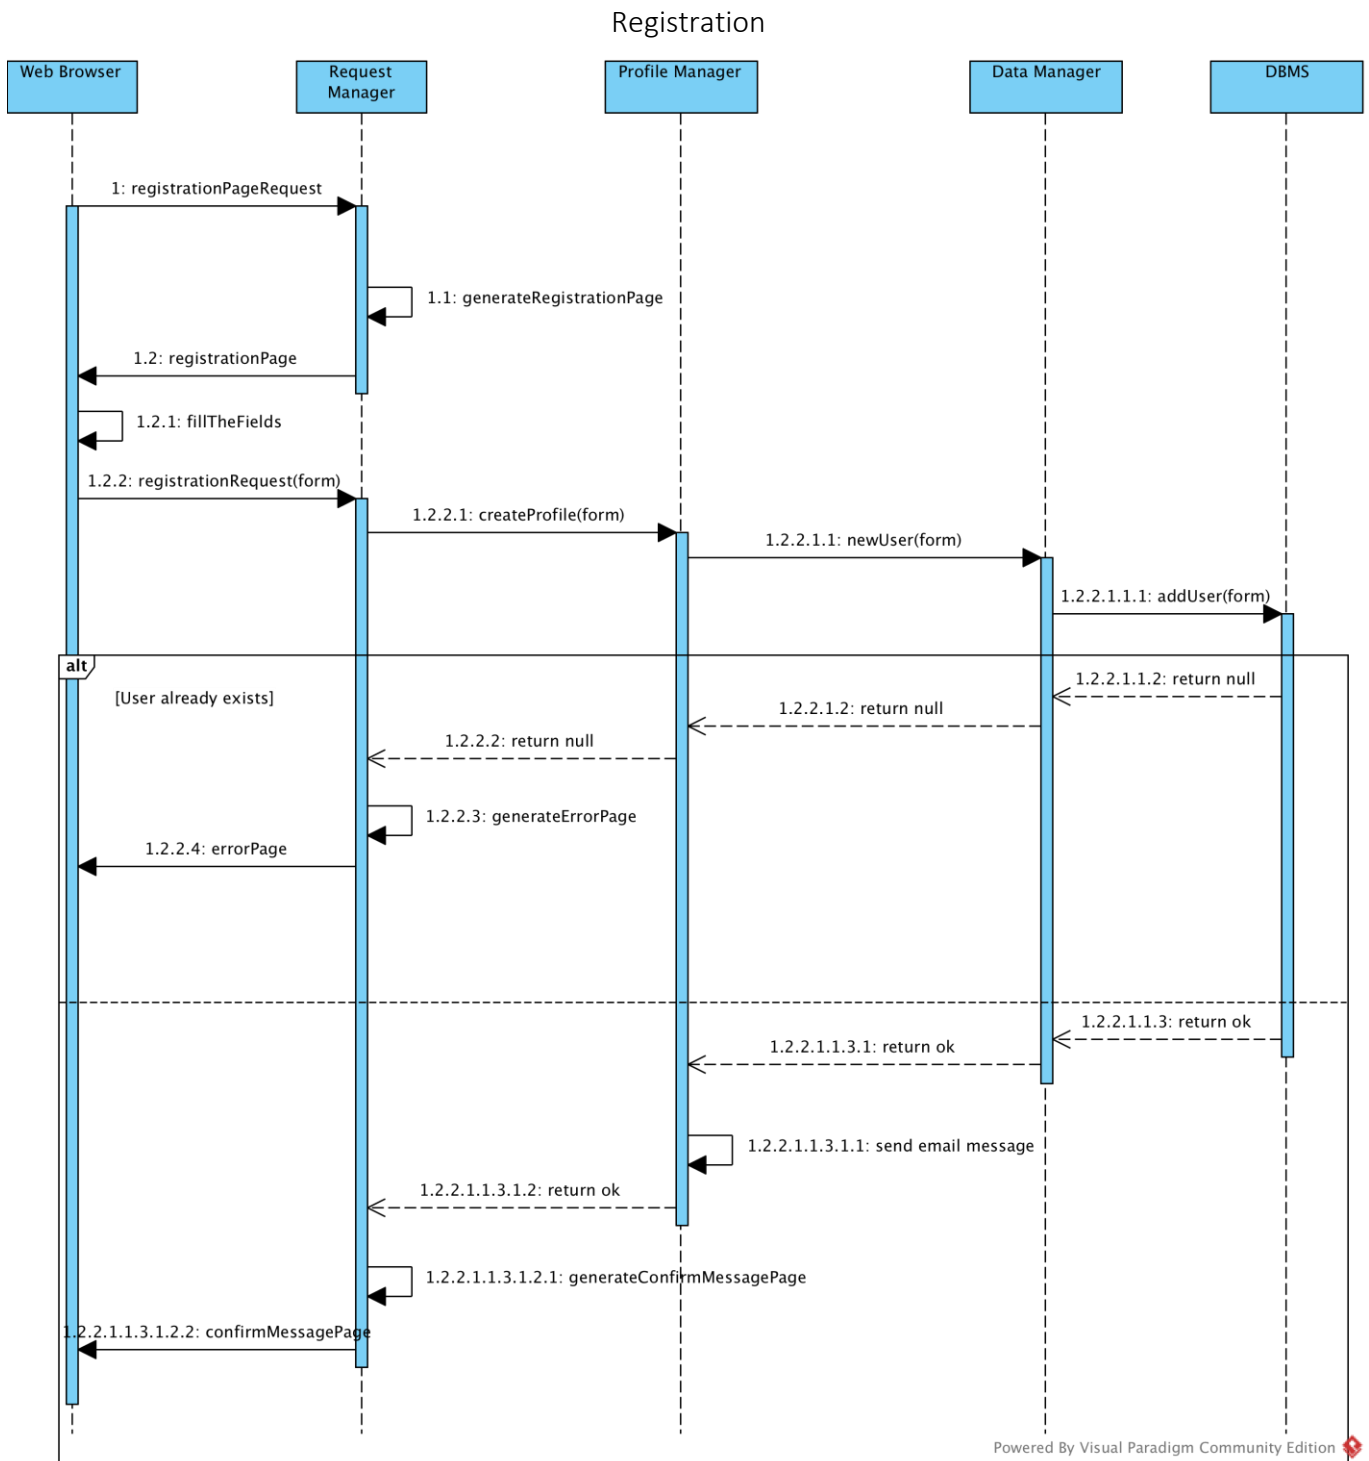 Registration
Web Browser
Request
Manager
Profile Manager
Data Manager
DBMS
1: registrationPageRequest
1.1: generateRegistrationPage
1.2: registrationPage
1.2.1: fillTheFields
1.2.2: registrationRequest(form)
1.2.2.1: createProfile(form)
1.2.2.1.1: newUser(form)
1.2.2.1.1.1: addUser(form)
alt
[User already exists]
1.2.2.1.1.2: return null
1.2.2.1.2: return null
1.2.2.2: return null
1.2.2.3: generateErrorPage
1.2.2.4: errorPage
1.2.2.1.1.3: return ok
1.2.2.1.1.3.1: return ok
1.2.2.1.1.3.1.1: send email message
1.2.2.1.1.3.1.2: return ok
1.2.2.1.1.3.1.2.1: generateConfirmMessagePage
1.2.2.1.1.3.1.2.2: confirmMessagePage
Powered By Visual Paradigm Community Edition